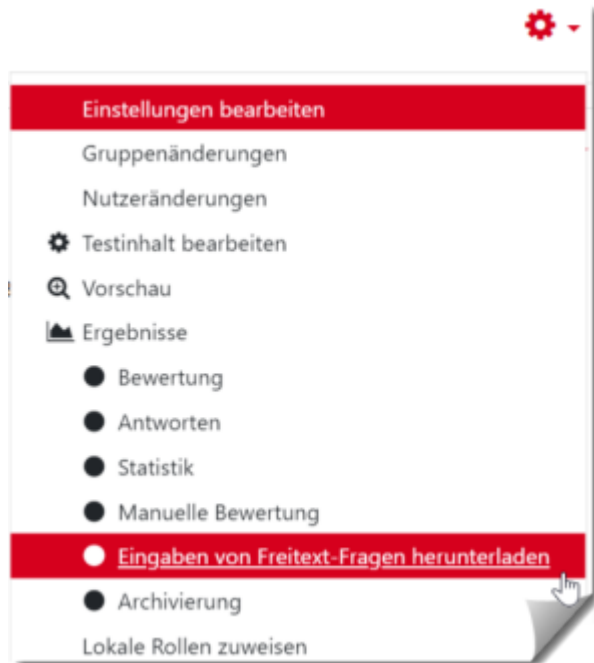 Einstellungen bearbeiten
Gruppenänderungen
Nutzeränderungen
Testinhalt bearbeiten
Vorschau
Ergebnisse
Bewertung
Antworten
Statistik
Manuelle Bewertung
Eingaben von Freitext-Fragen herunterladen
Archivierung
Lokale Rollen zuweisen